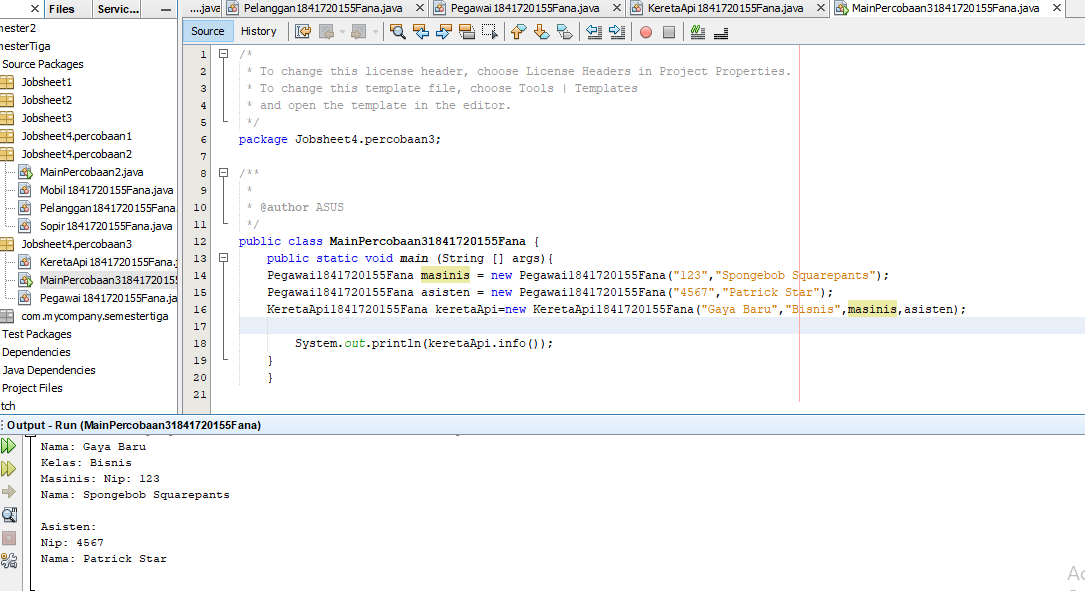 Files
Servic...
....java
Pelanggan1841720155Fana.java
Pegawai1841720155Fana.java
KeretaApi1841720155Fana.java
MainPercobaan31841720155Fana.java
Source History
mester2
mesterTiga
Source Packages
Jobsheet1
Jobsheet2
Jobsheet3
Jobsheet4.percobaan1
Jobsheet4.percobaan2
MainPercobaan2.java
Mobil1841720155Fana.java
Pelanggan1841720155Fana.
Sopir1841720155Fana.java
Jobsheet4.percobaan3
KeretaApi1841720155Fana.j
MainPercobaan31841720155
Pegawai1841720155Fana.ja
com.mycompany.semestertiga
Test Packages
Dependencies
Java Dependencies
Project Files
tch
1 /*
2 * To change this license header, choose License Headers in Project Properties.
3 * To change this template file, choose Tools | Templates
4 * and open the template in the editor.
5 */
6 package Jobsheet4.percobaan3;
7
8 /**
9 *
10 * @author ASUS
11 */
12 public class MainPercobaan31841720155Fana {
13 public static void main (String [] args){
14 Pegawai1841720155Fana masinis = new Pegawai1841720155Fana("123","Spongebob Squarepants");
15 Pegawai1841720155Fana asisten = new Pegawai1841720155Fana("4567","Patrick Star");
16 KeretaApi1841720155Fana keretaApi=new KeretaApi1841720155Fana("Gaya Baru","Bisnis",masinis,asisten);
17
18 System.out.println(keretaApi.info());
19 }
20 }
21
Output - Run (MainPercobaan31841720155Fana)
Nama: Gaya Baru
Kelas: Bisnis
Masinis: Nip: 123
Nama: Spongebob Squarepants
Asisten:
Nip: 4567
Nama: Patrick Star